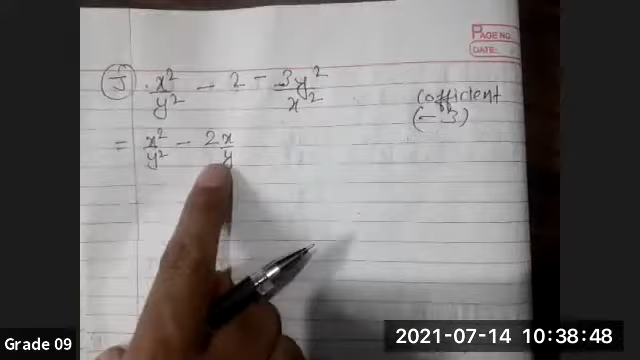 PAGE NO.
DATE:
J. x²/y² - 2 - 3y²/x²
cofficient
(-3)
= x²/y² - 2x/y
Grade 09
2021-07-14 10:38:48